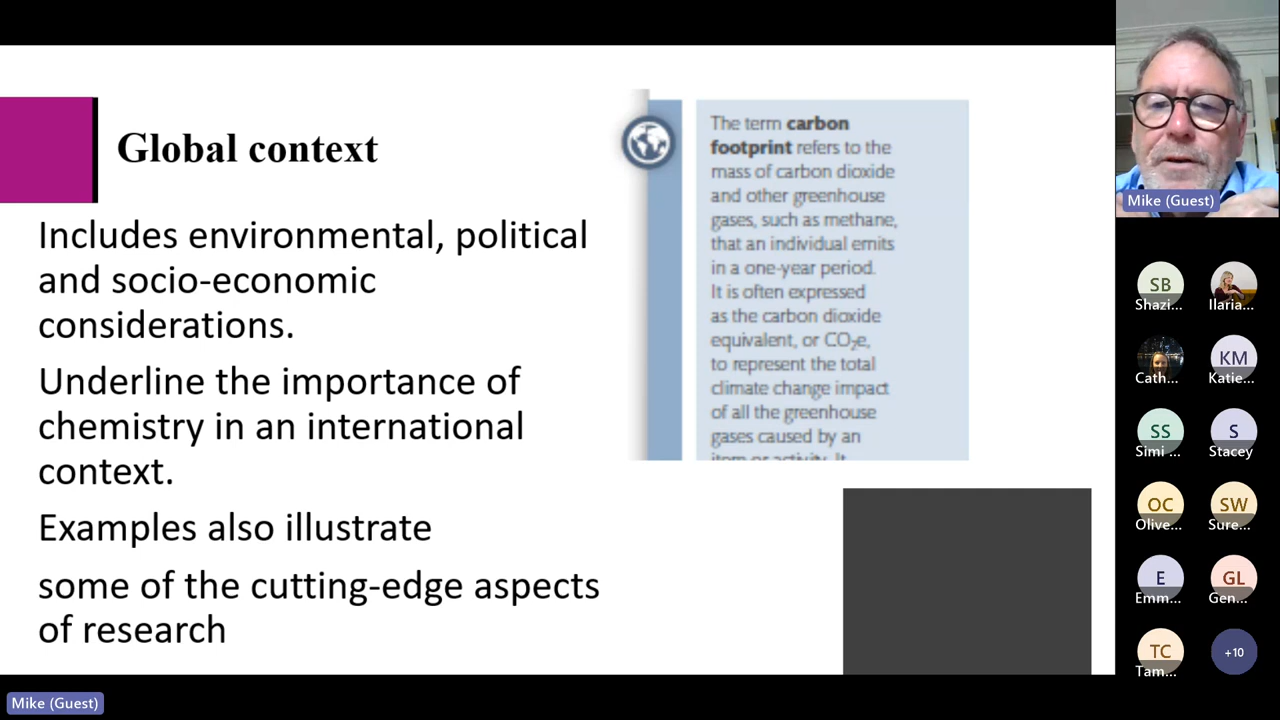 Global context
Includes environmental, political
and socio-economic
considerations.
Underline the importance of
chemistry in an international
context.
Examples also illustrate
some of the cutting-edge aspects
of research
The term carbon
footprint refers to the
mass of carbon dioxide
and other greenhouse
gases, such as methane,
that an individual emits
in a one-year period.
It is often expressed
as the carbon dioxide
equivalent, or CO₂e,
to represent the total
climate change impact
of all the greenhouse
gases caused by an
item or activity. It
Mike (Guest)
SB
Shazi...
Ilaria...
Cath...
KM
Katie...
SS
Simi ...
S
Stacey
OC
Olive...
SW
Sure...
E
Emm...
GL
Gen...
TC
Tam...
+10
Mike (Guest)